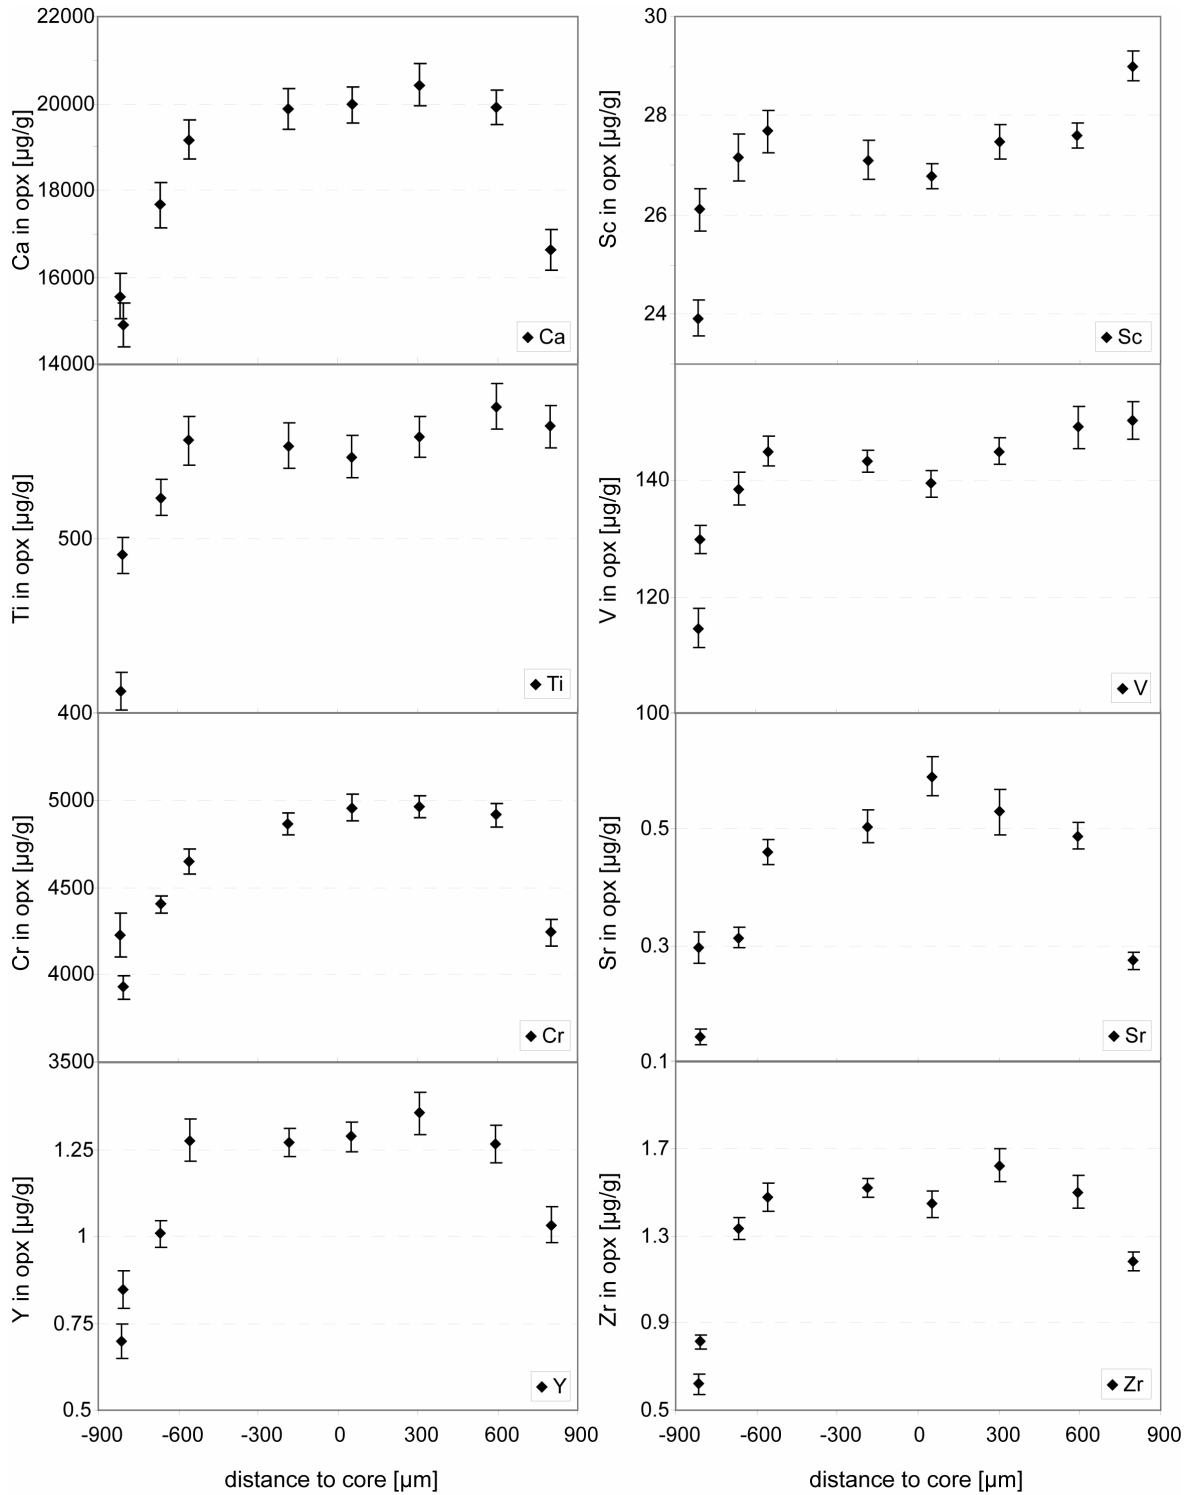 22000
20000
18000
16000
14000
Ca in opx [µg/g]
Ca
30
28
26
24
Sc in opx [µg/g]
Sc
500
400
Ti in opx [µg/g]
Ti
140
120
100
V in opx [µg/g]
V
5000
4500
4000
3500
Cr in opx [µg/g]
Cr
0.5
0.3
0.1
Sr in opx [µg/g]
Sr
1.25
1
0.75
0.5
Y in opx [µg/g]
Y
1.7
1.3
0.9
0.5
Zr in opx [µg/g]
Zr
-900 -600 -300 0 300 600 900
distance to core [µm]
-900 -600 -300 0 300 600 900
distance to core [µm]